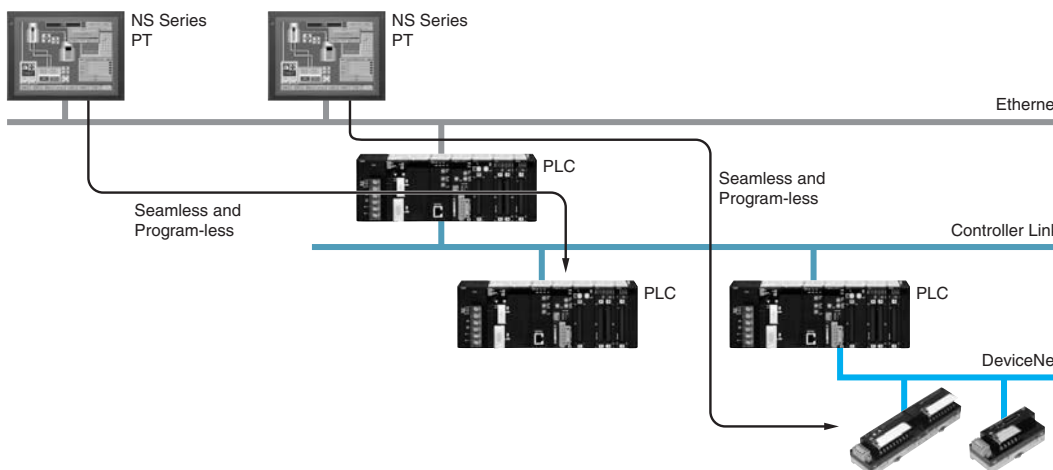 NS Series
PT
NS Series
PT
Etherne
PLC
Seamless and
Program-less
Seamless and
Program-less
Controller Lin
PLC
PLC
DeviceNe